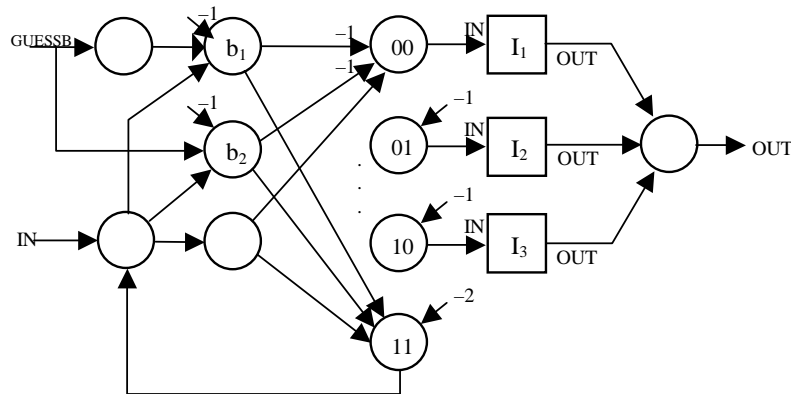 –1
GUESSB
b₁
–1
00
IN
I₁
OUT
–1
–1
b₂
–1
01
IN
I₂
OUT
OUT
–1
IN
10
IN
I₃
OUT
–2
11